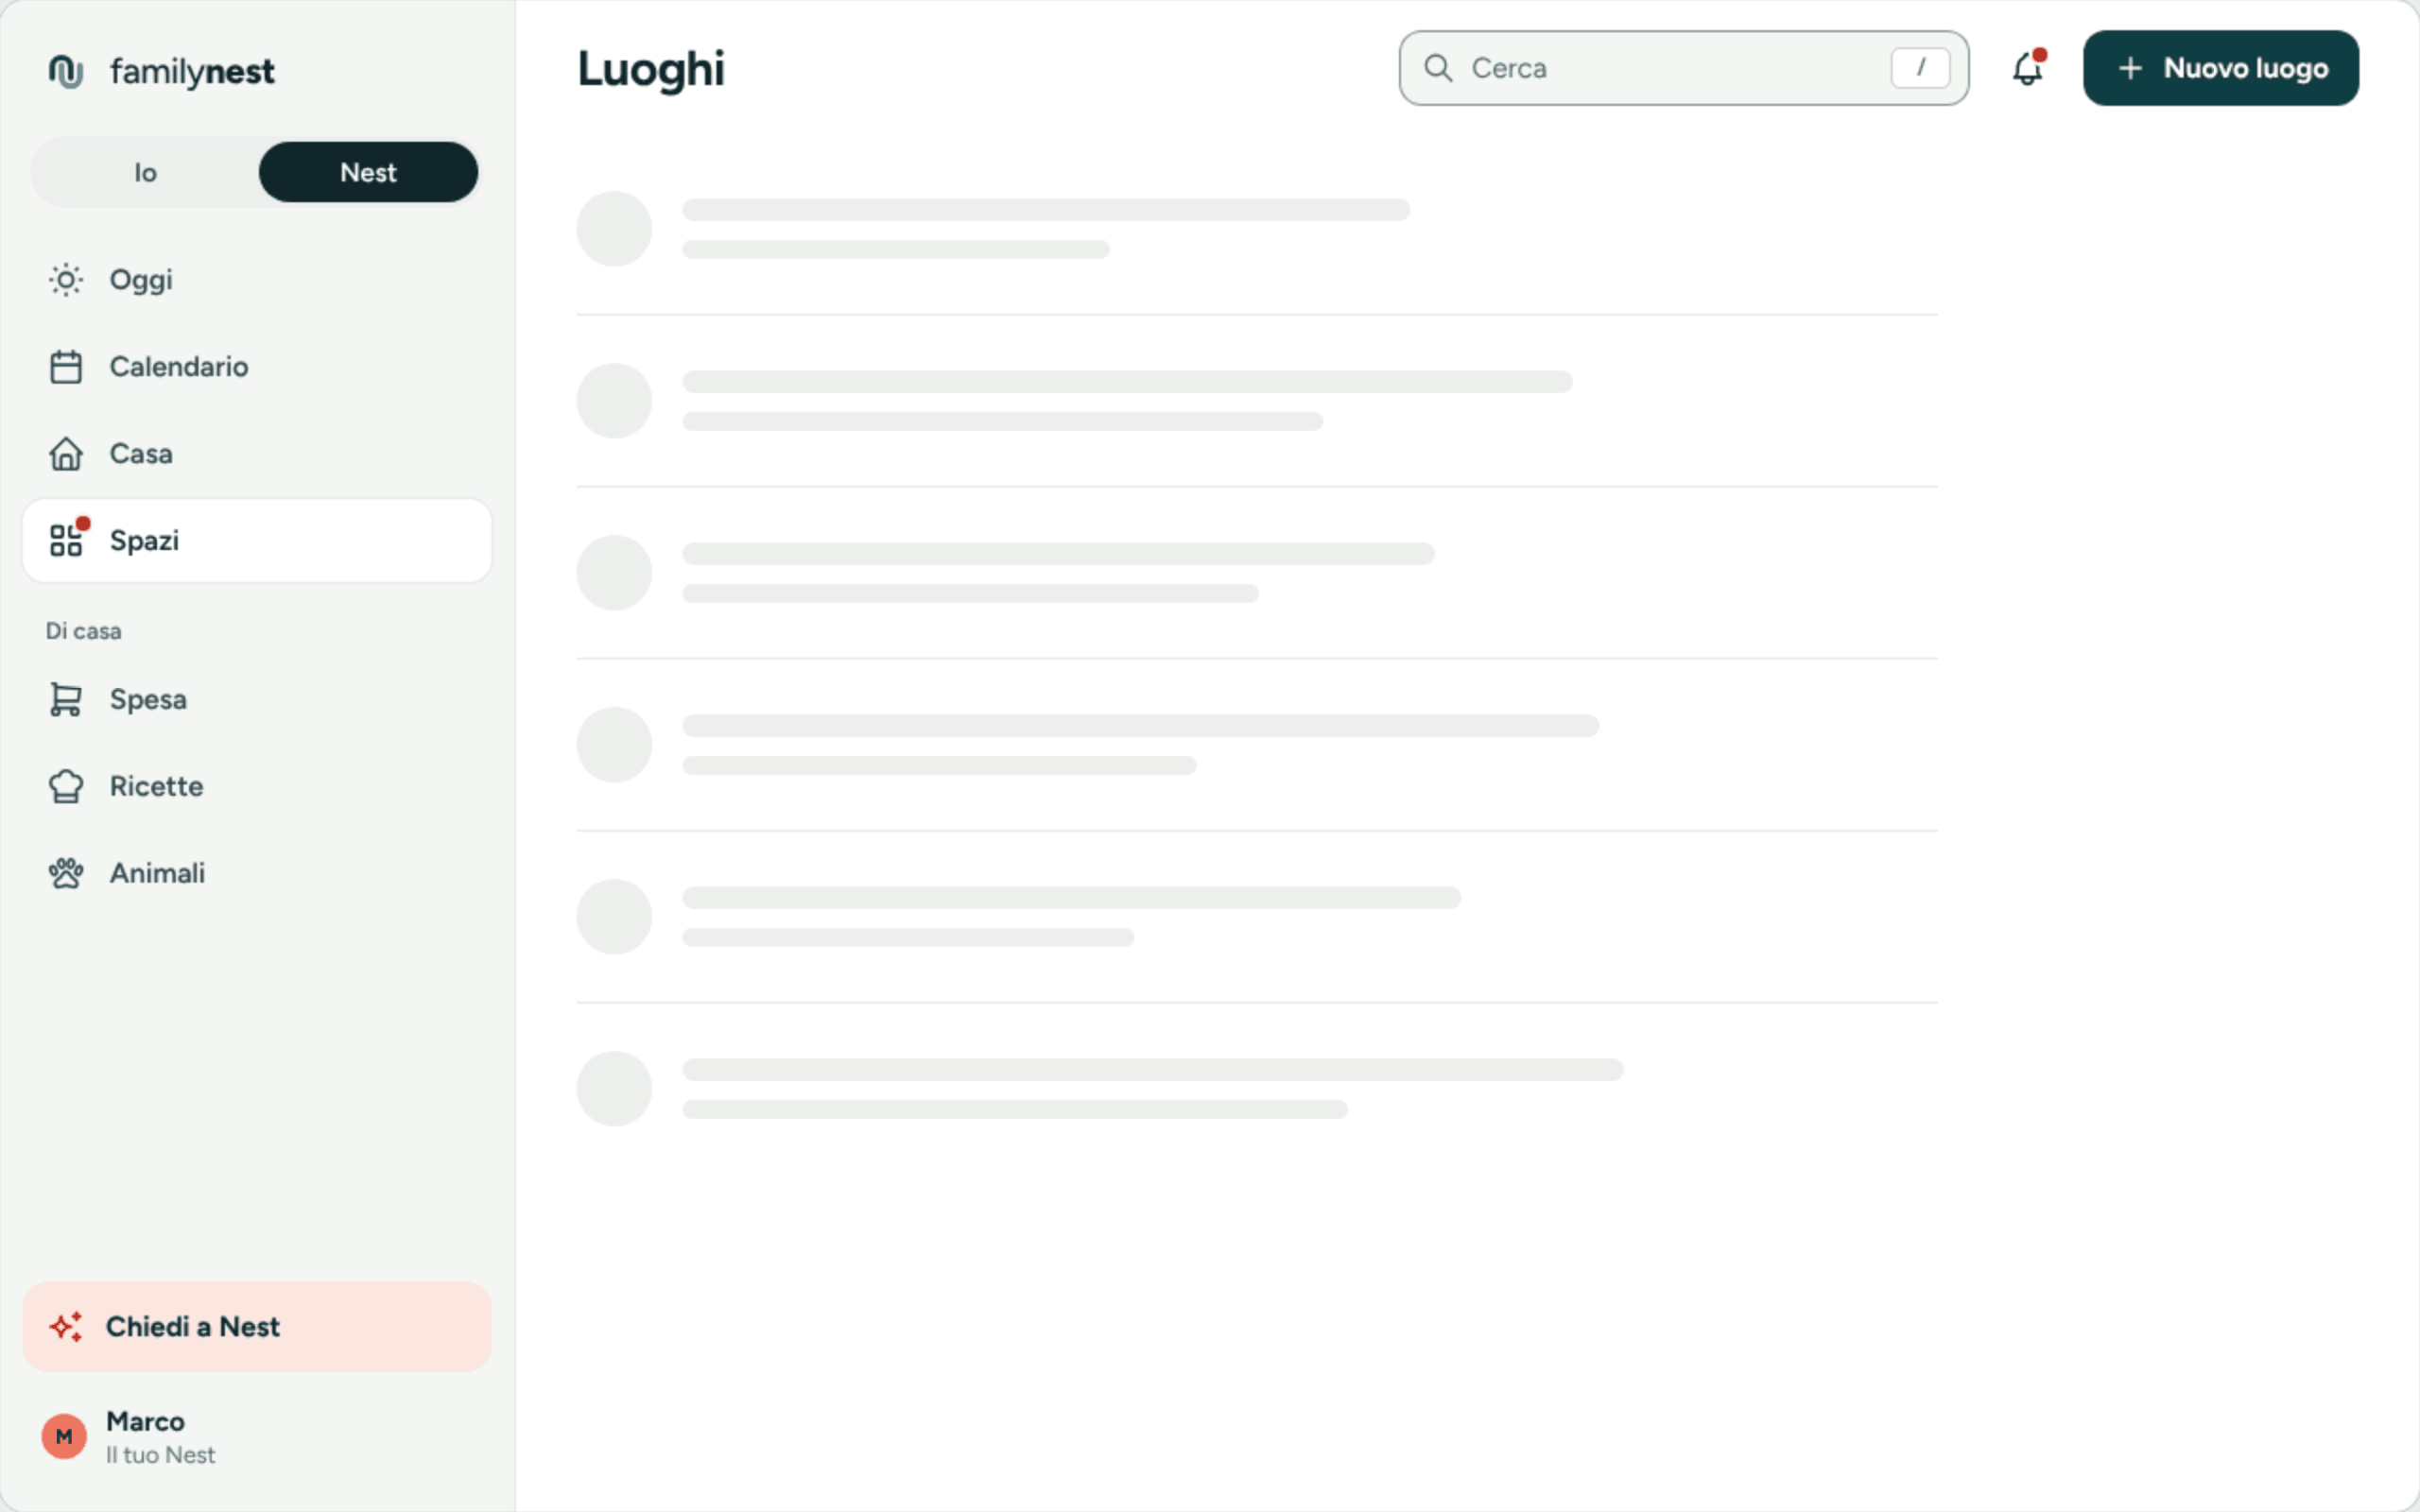 familynest
Io
Nest
Oggi
Calendario
Casa
Spazi
Di casa
Spesa
Ricette
Animali
Chiedi a Nest
M
Marco
Il tuo Nest
Luoghi
Cerca
/
Nuovo luogo